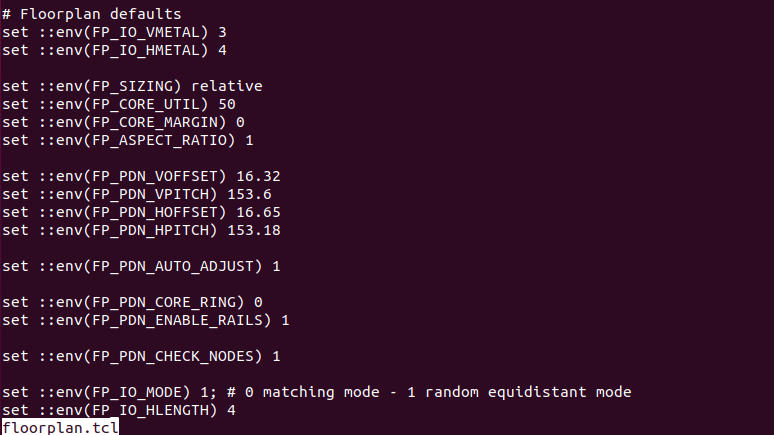 # Floorplan defaults
set ::env(FP_IO_VMETAL) 3
set ::env(FP_IO_HMETAL) 4
set ::env(FP_SIZING) relative
set ::env(FP_CORE_UTIL) 50
set ::env(FP_CORE_MARGIN) 0
set ::env(FP_ASPECT_RATIO) 1
set ::env(FP_PDN_VOFFSET) 16.32
set ::env(FP_PDN_VPITCH) 153.6
set ::env(FP_PDN_HOFFSET) 16.65
set ::env(FP_PDN_HPITCH) 153.18
set ::env(FP_PDN_AUTO_ADJUST) 1
set ::env(FP_PDN_CORE_RING) 0
set ::env(FP_PDN_ENABLE_RAILS) 1
set ::env(FP_PDN_CHECK_NODES) 1
set ::env(FP_IO_MODE) 1; # 0 matching mode - 1 random equidistant mode
set ::env(FP_IO_HLENGTH) 4
floorplan.tcl